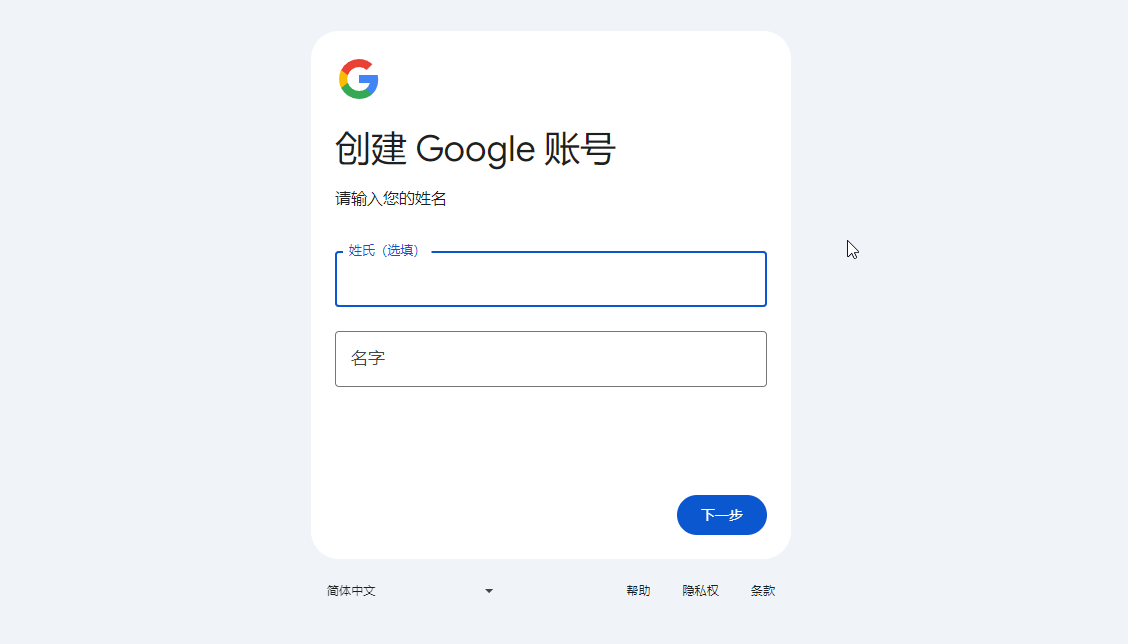 创建 Google 账号
请输入您的姓名
姓氏（选填）
名字
下一步
简体中文 帮助 隐私权 条款